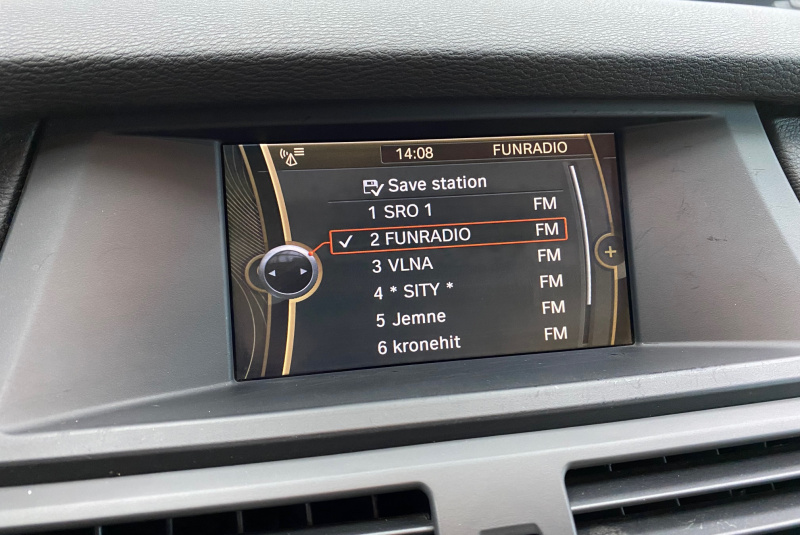 14:08 FUNRADIO
Save station
1 SRO 1 FM
2 FUNRADIO FM
3 VLNA FM
4 * SITY * FM
5 Jemne FM
6 kronehit FM